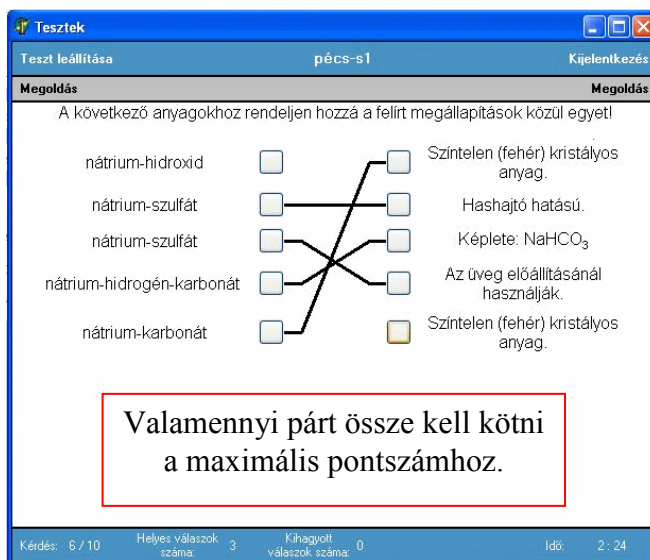 Tesztek
Teszt leállítása pécs-s1 Kijelentkezés
Megoldás Megoldás
A következő anyagokhoz rendeljen hozzá a felírt megállapítások közül egyet!
nátrium-hidroxid
Színtelen (fehér) kristályos
anyag.
nátrium-szulfát
Hashajtó hatású.
nátrium-szulfát
Képlete: NaHCO₃
nátrium-hidrogén-karbonát
Az üveg előállításánál
használják.
nátrium-karbonát
Színtelen (fehér) kristályos
anyag.
Valamennyi párt össze kell kötni
a maximális pontszámhoz.
Kérdés: 6 / 10 Helyes válaszok száma: 3 Kihagyott válaszok száma: 0 Idő: 2 : 24